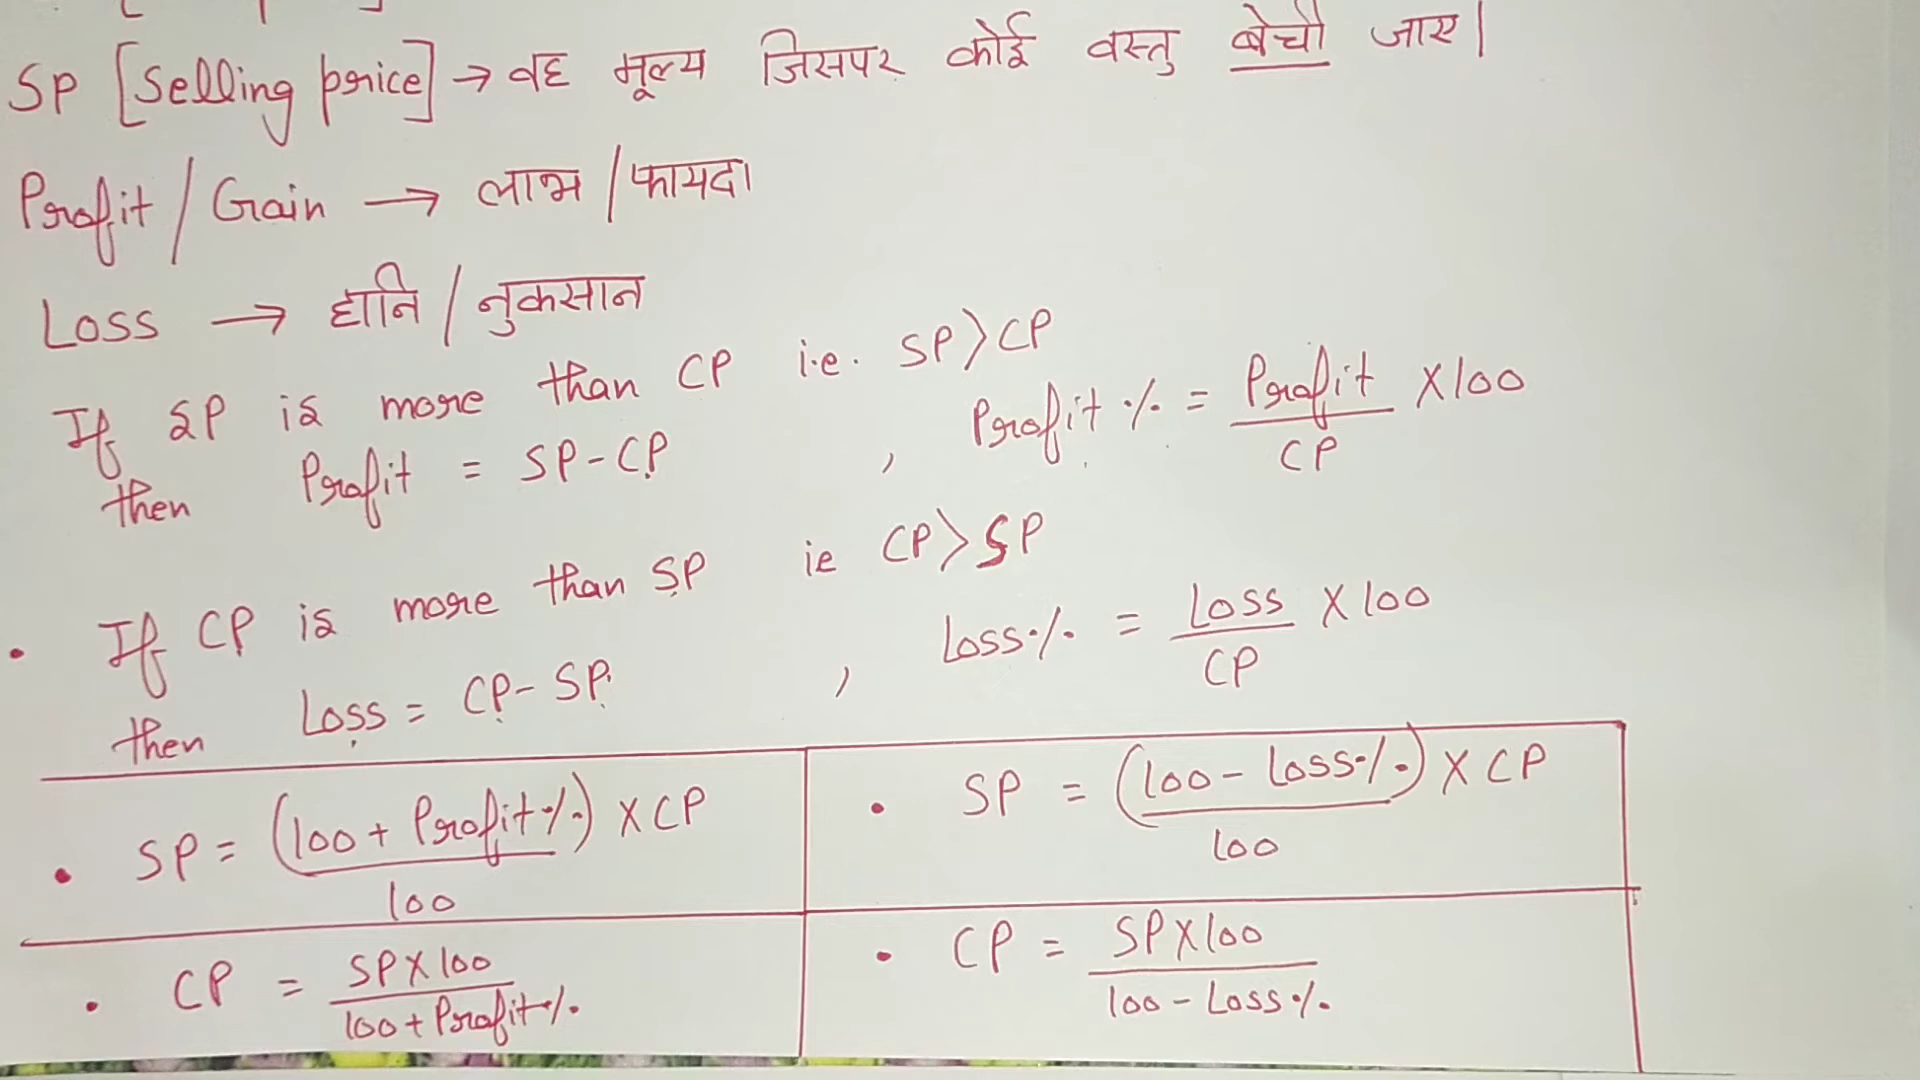 SP [Selling price] → वह मूल्य जिसपर कोई वस्तु बेची जाए।
Profit / Gain → लाभ / फायदा
Loss → हानि / नुकसान
If SP is more than CP i.e. SP > CP
then Profit = SP - CP , Profit % = Profit / CP X 100
• If CP is more than SP ie CP > SP
then Loss = CP - SP , Loss % = Loss / CP X 100
• SP = (100 + Profit %) / 100 X CP
• SP = (100 - Loss %) / 100 X CP
• CP = SP X 100 / 100 + Profit %
• CP = SP X 100 / 100 - Loss %